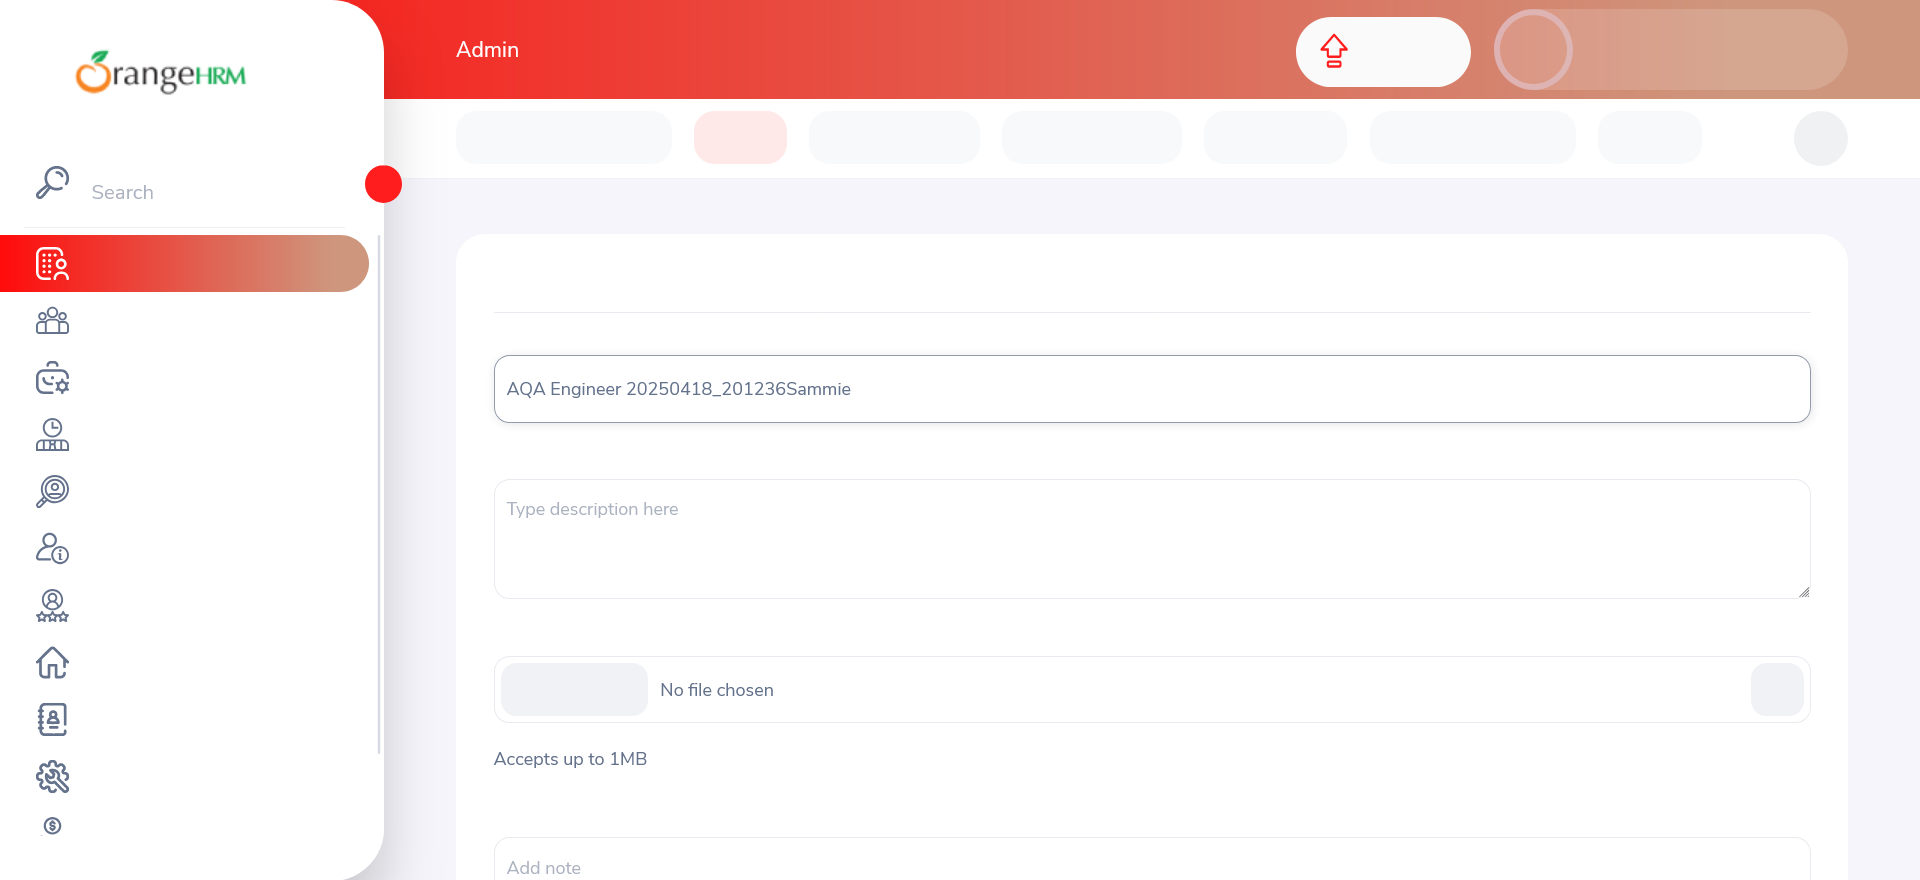 OrangeHRM
Admin
Search
AQA Engineer 20250418_201236Sammie
Type description here
No file chosen
Accepts up to 1MB
Add note